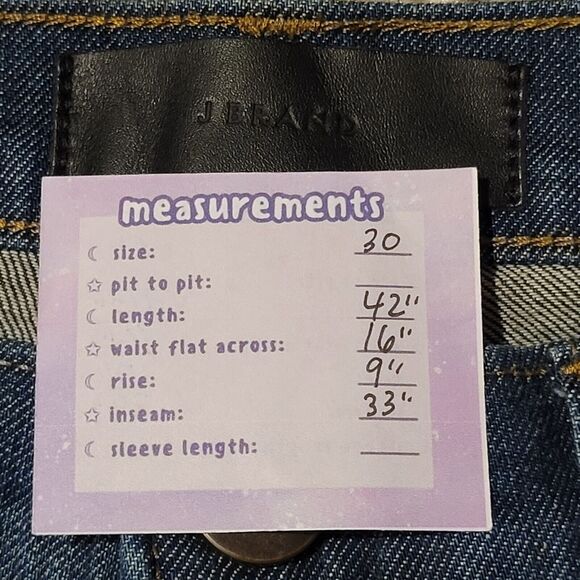 J BRAND
measurements
size: 30
pit to pit:
length: 42"
waist flat across: 16"
rise: 9"
inseam: 33"
sleeve length: